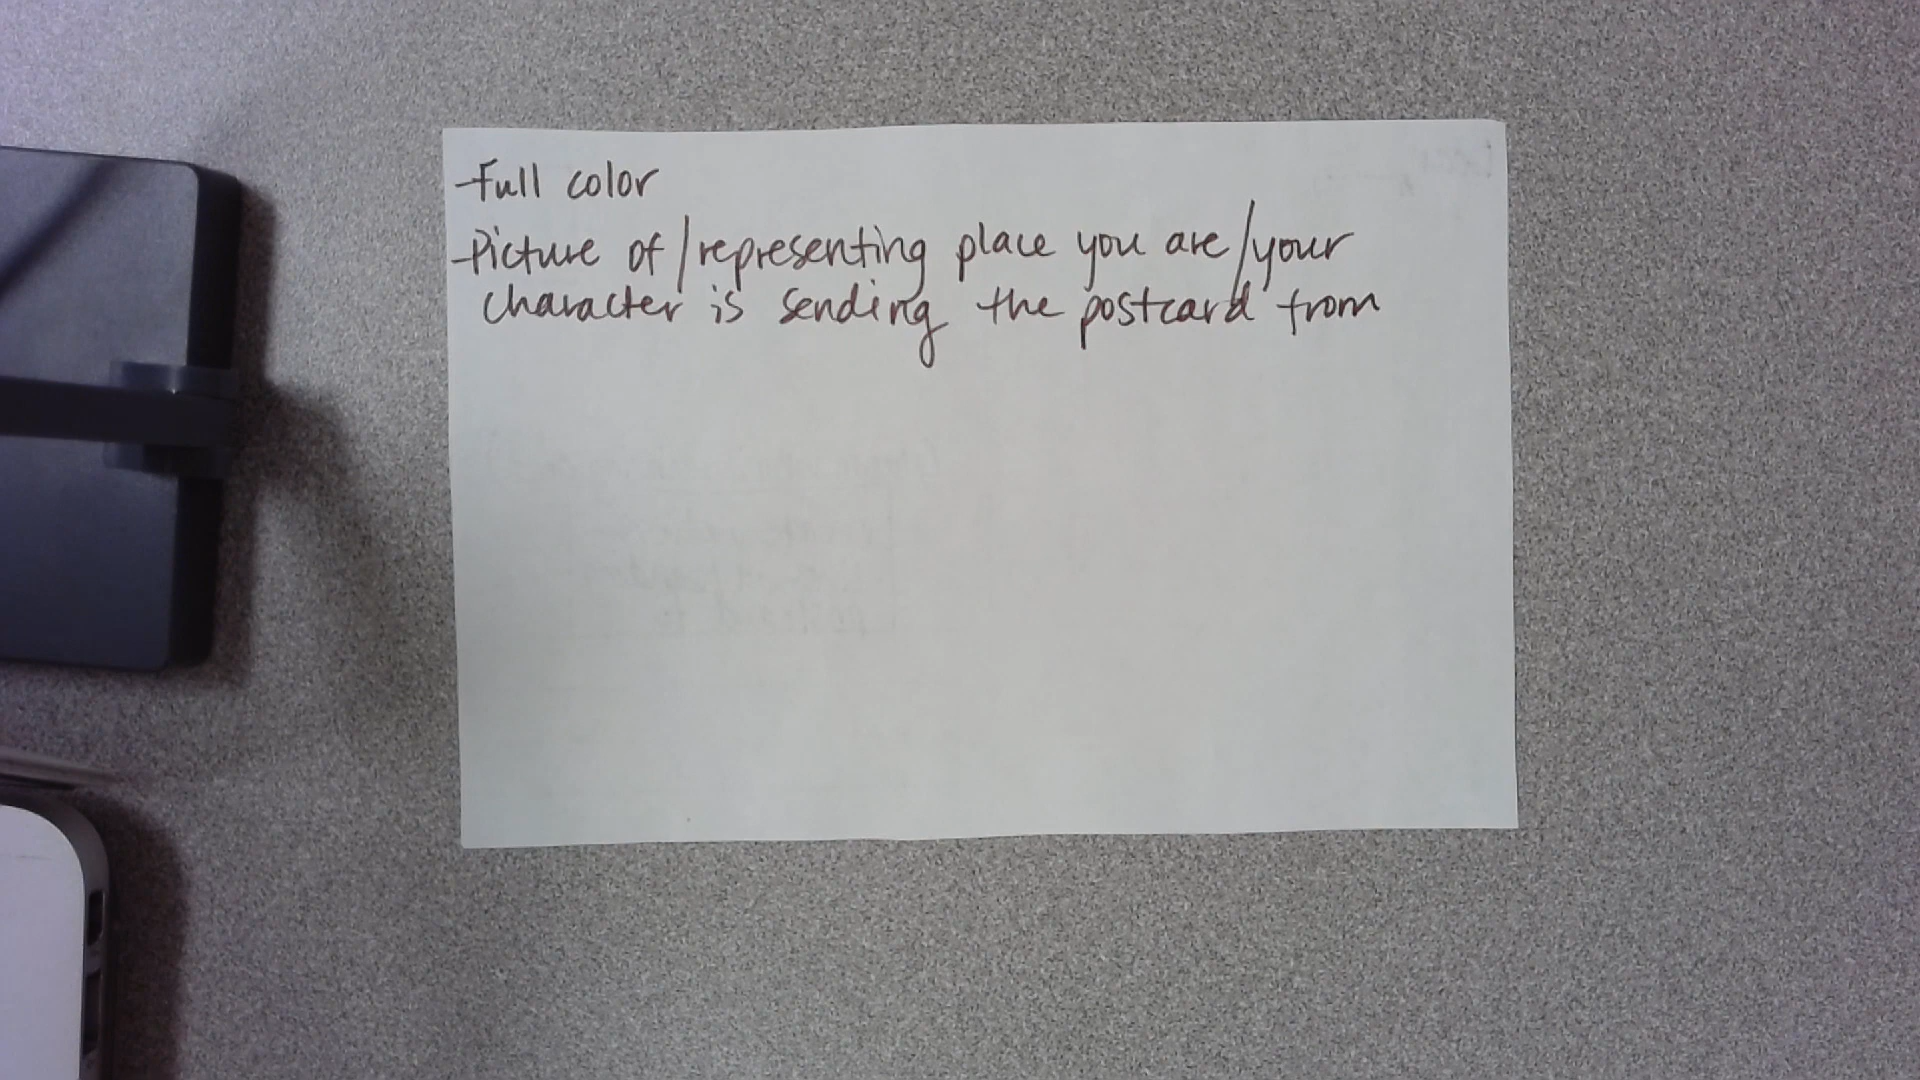 -Full color
-Picture of/representing place you are/your
character is sending the postcard from